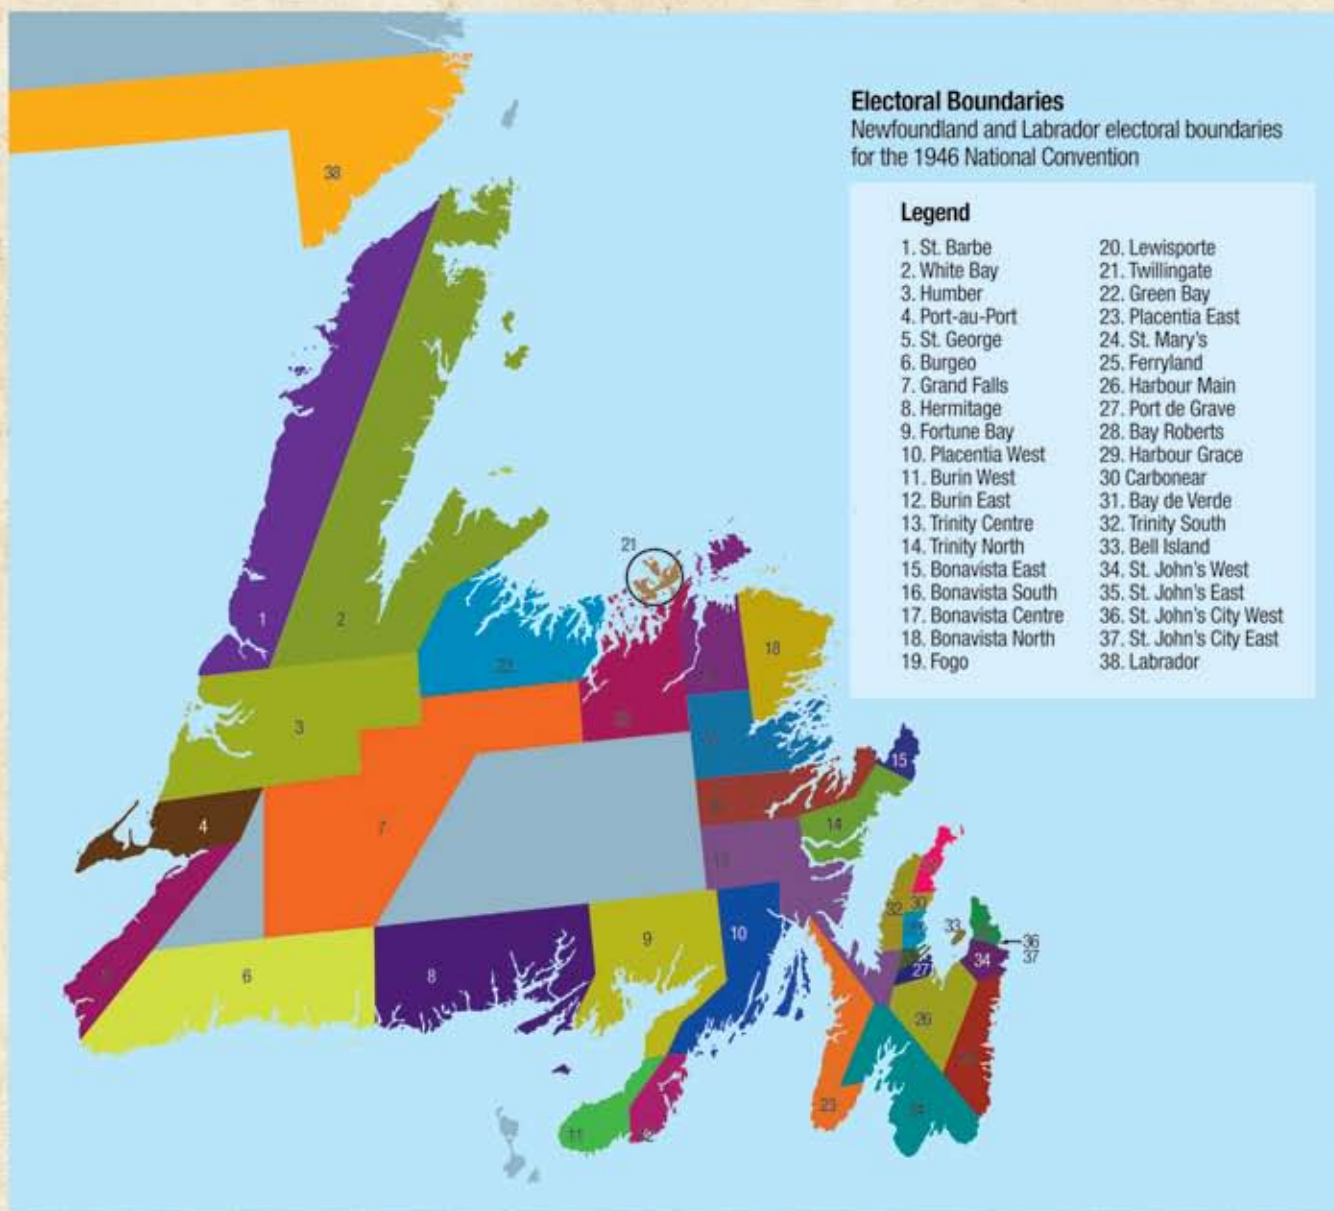 Electoral Boundaries
Newfoundland and Labrador electoral boundaries
for the 1946 National Convention
Legend
1. St. Barbe
2. White Bay
3. Humber
4. Port-au-Port
5. St. George
6. Burgeo
7. Grand Falls
8. Hermitage
9. Fortune Bay
10. Placentia West
11. Burin West
12. Burin East
13. Trinity Centre
14. Trinity North
15. Bonavista East
16. Bonavista South
17. Bonavista Centre
18. Bonavista North
19. Fogo
20. Lewisporte
21. Twillingate
22. Green Bay
23. Placentia East
24. St. Mary's
25. Ferryland
26. Harbour Main
27. Port de Grave
28. Bay Roberts
29. Harbour Grace
30 Carbonear
31. Bay de Verde
32. Trinity South
33. Bell Island
34. St. John's West
35. St. John's East
36. St. John's City West
37. St. John's City East
38. Labrador
38
21
1
2
18
3
15
4
7
14
32
30
33
36
37
34
27
10
9
8
6
26
23
11